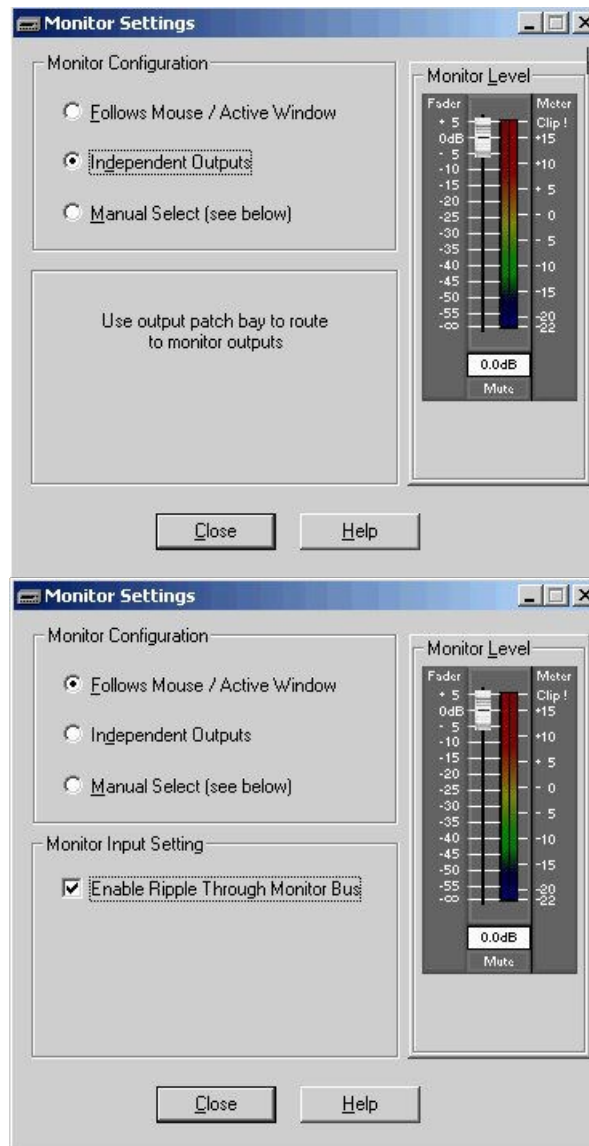 Monitor Settings
Monitor Configuration
Follows Mouse / Active Window
Independent Outputs
Manual Select (see below)
Use output patch bay to route
to monitor outputs
Monitor Level
Fader Meter
+ 5 Clip !
0dB +15
- 5
-10 +10
-15
-20 + 5
-25 - 0
-30
-35 - 5
-40
-45 -10
-50 -15
-55 -20
-∞ -22
0.0dB
Mute
Close Help
Monitor Settings
Monitor Configuration
Follows Mouse / Active Window
Independent Outputs
Manual Select (see below)
Monitor Input Setting
Enable Ripple Through Monitor Bus
Monitor Level
Fader Meter
+ 5 Clip !
0dB +15
- 5
-10 +10
-15
-20 + 5
-25 - 0
-30
-35 - 5
-40
-45 -10
-50 -15
-55 -20
-∞ -22
0.0dB
Mute
Close Help